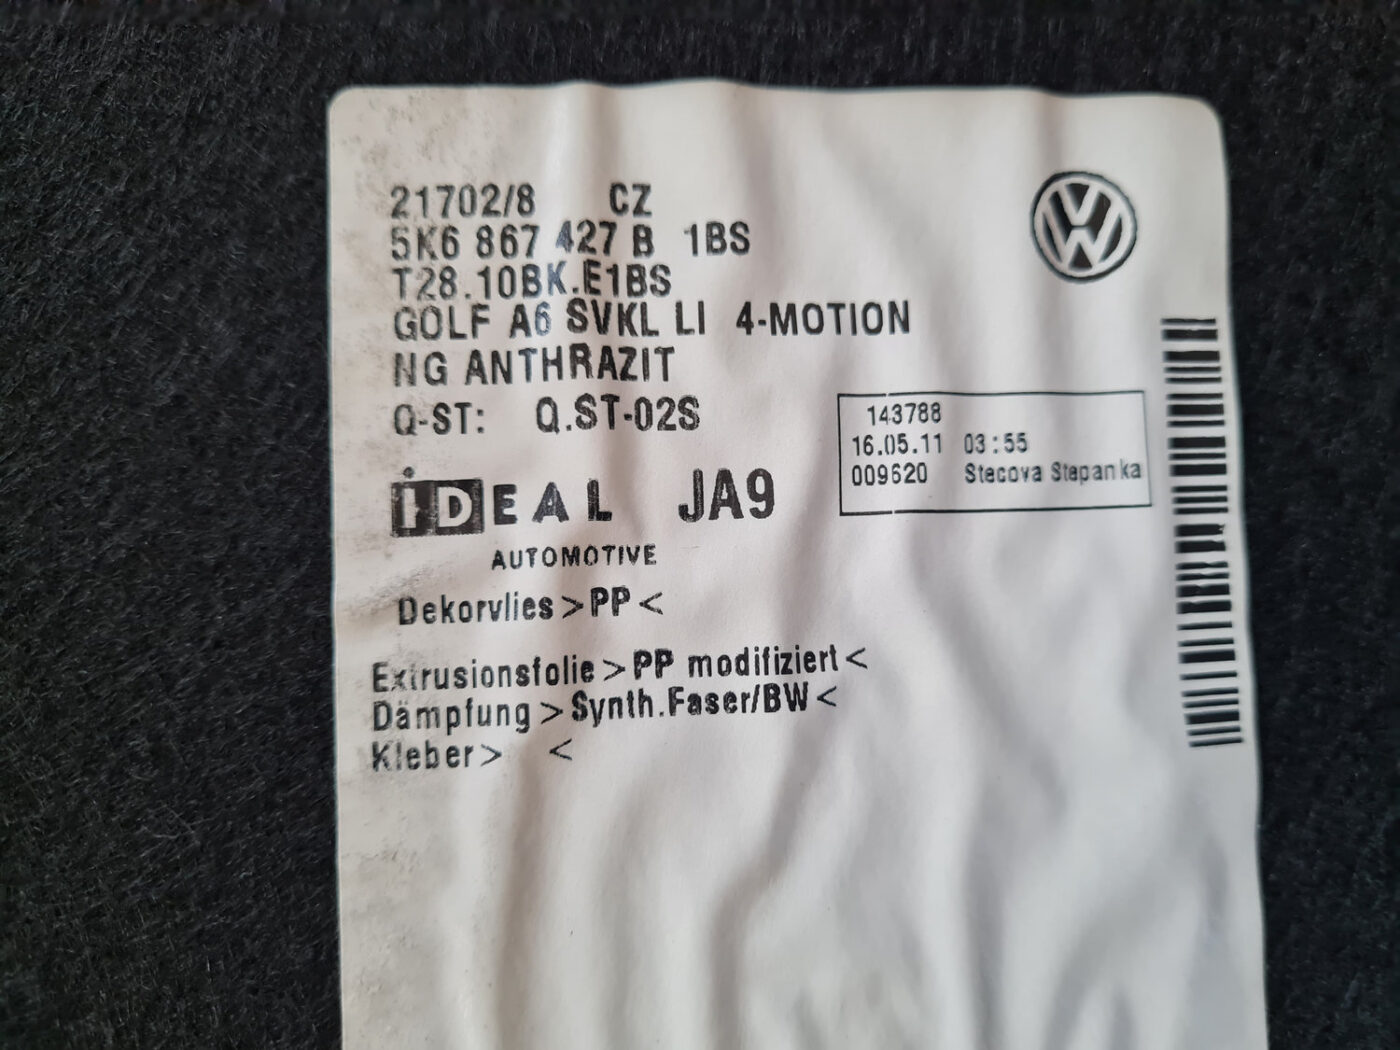 21702/8 CZ
5K6 867 427 B 1BS
T28.10BK.E1BS
GOLF A6 SVKL LI 4-MOTION
NG ANTHRAZIT
Q-ST: Q.ST-02S
143788
16.05.11 03:55
009620 Stecova Stepanka
iDEAL JA9
AUTOMOTIVE
Dekorvlies >PP<
Extrusionsfolie >PP modifiziert<
Dämpfung >Synth.Faser/BW<
Kleber> <